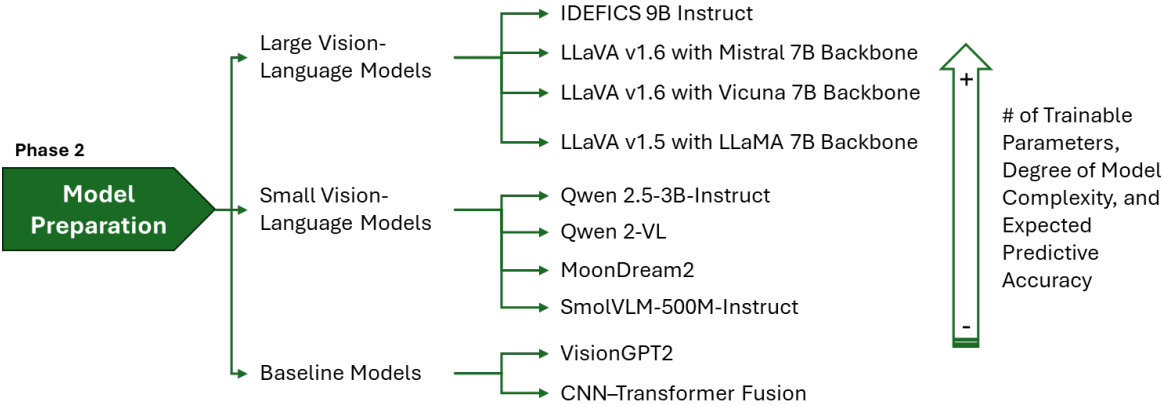 Phase 2
Model
Preparation
Large Vision-
Language Models
IDEFICS 9B Instruct
LLaVA v1.6 with Mistral 7B Backbone
LLaVA v1.6 with Vicuna 7B Backbone
LLaVA v1.5 with LLaMA 7B Backbone
Small Vision-
Language Models
Qwen 2.5-3B-Instruct
Qwen 2-VL
MoonDream2
SmolVLM-500M-Instruct
Baseline Models
VisionGPT2
CNN–Transformer Fusion
+
-
# of Trainable
Parameters,
Degree of Model
Complexity, and
Expected
Predictive
Accuracy